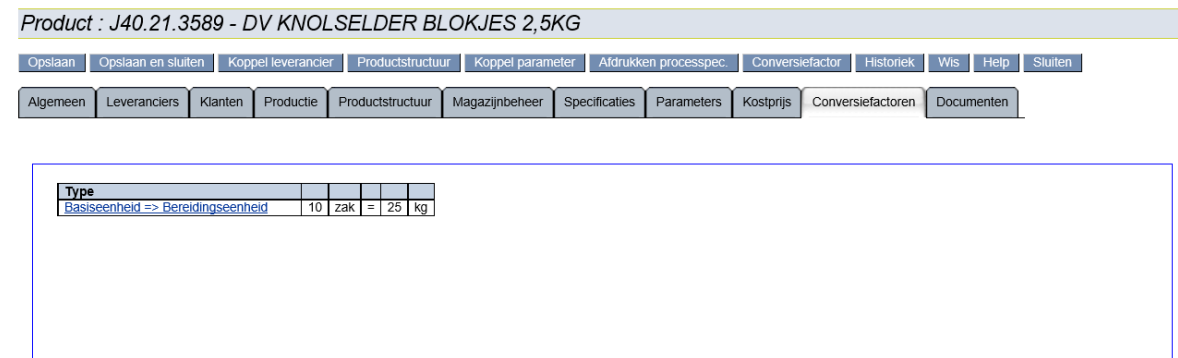 Product : J40.21.3589 - DV KNOLSELDER BLOKJES 2,5KG
Opslaan Opslaan en sluiten Koppel leverancier Productstructuur Koppel parameter Afdrukken processpec. Conversiefactor Historiek Wis Help Sluiten
Algemeen Leveranciers Klanten Productie Productstructuur Magazijnbeheer Specificaties Parameters Kostprijs Conversiefactoren Documenten
Type
Basiseenheid => Bereidingseenheid 10 zak = 25 kg